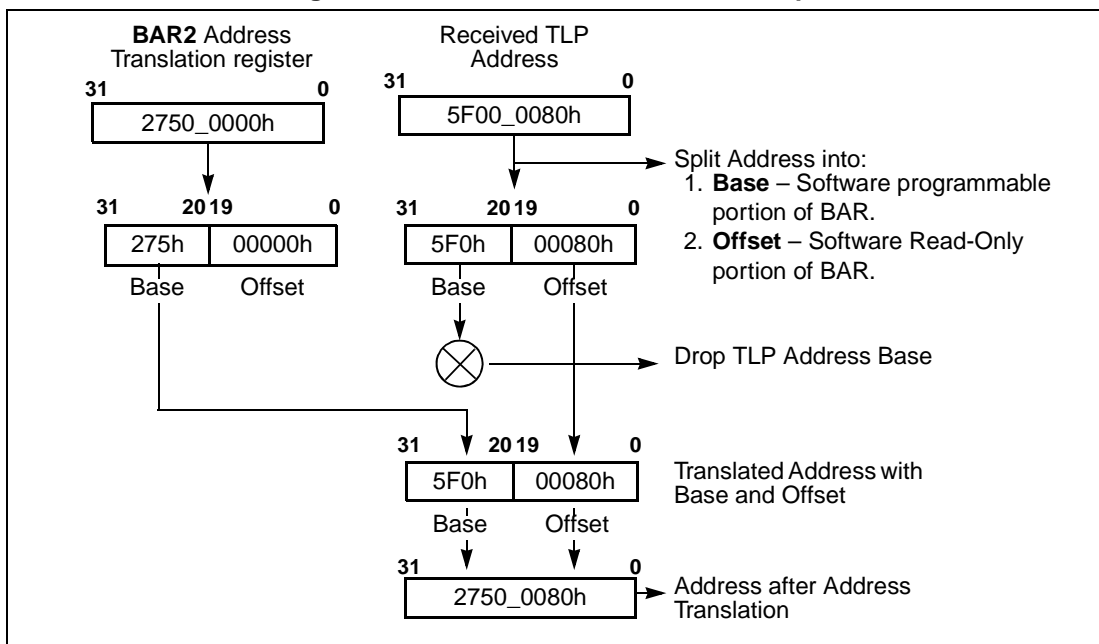 BAR2 Address
Translation register
Received TLP
Address
31 0
31 0
2750_0000h
5F00_0080h
Split Address into:
1. Base – Software programmable
portion of BAR.
2. Offset – Software Read-Only
portion of BAR.
31 20 19 0
31 20 19 0
275h 00000h
5F0h 00080h
Base Offset
Base Offset
Drop TLP Address Base
31 20 19 0
5F0h 00080h
Translated Address with
Base and Offset
Base Offset
31 0
2750_0080h
Address after Address
Translation